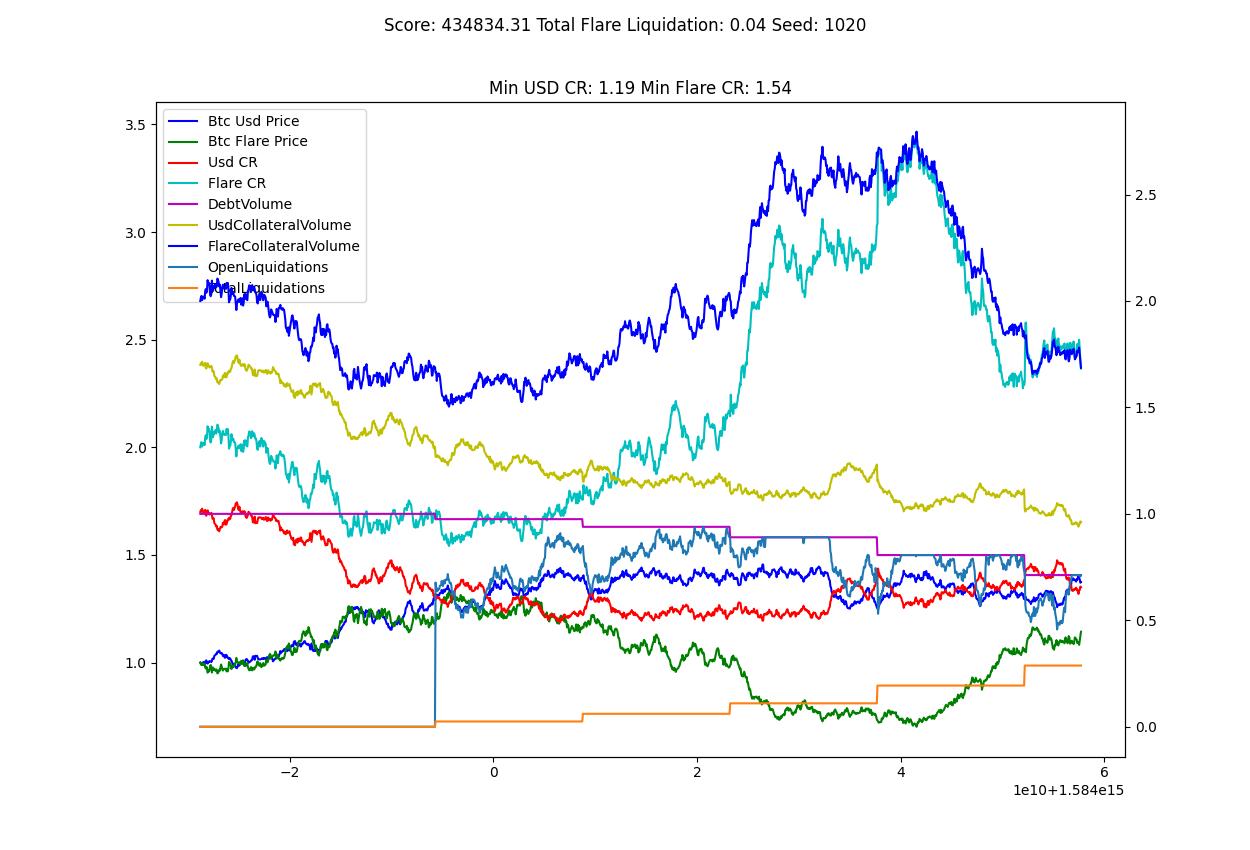 Score: 434834.31 Total Flare Liquidation: 0.04 Seed: 1020
Min USD CR: 1.19 Min Flare CR: 1.54
Btc Usd Price
Btc Flare Price
Usd CR
Flare CR
DebtVolume
UsdCollateralVolume
FlareCollateralVolume
OpenLiquidations
TotalLiquidations
3.5
3.0
2.5
2.0
1.5
1.0
2.5
2.0
1.5
1.0
0.5
0.0
−2
0
2
4
6
1e10+1.584e15